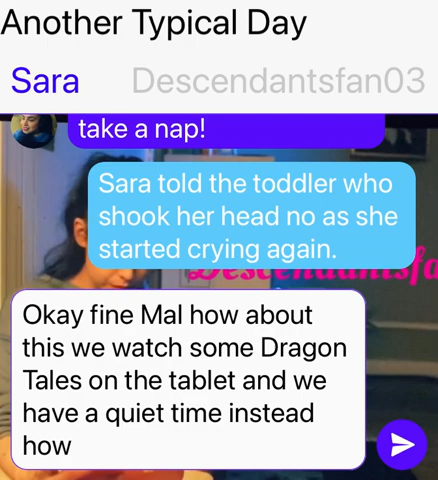 Another Typical Day
Sara Descendantsfan03
take a nap!
Sara told the toddler who
shook her head no as she
started crying again.
Descendantsfa
Okay fine Mal how about
this we watch some Dragon
Tales on the tablet and we
have a quiet time instead
how